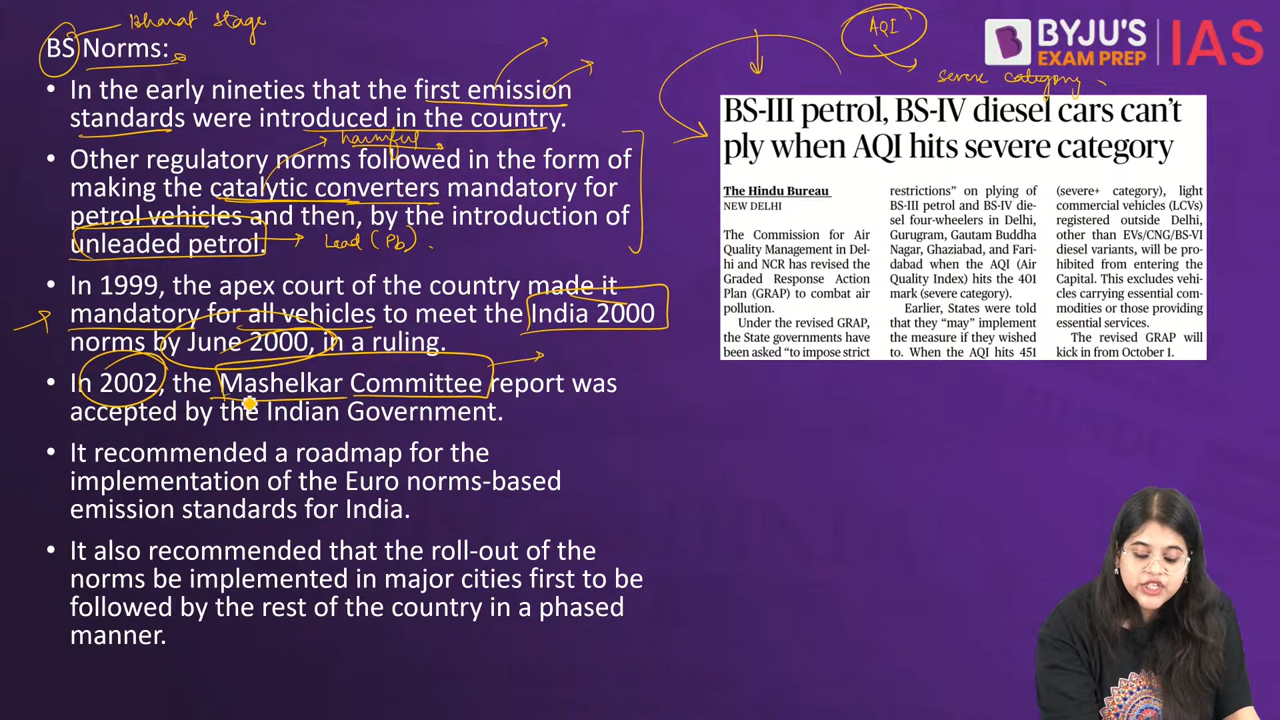 Bharat Stage
BS Norms:
• In the early nineties that the first emission
standards were introduced in the country.
harmful
• Other regulatory norms followed in the form of
making the catalytic converters mandatory for
petrol vehicles and then, by the introduction of
unleaded petrol.
Lead (Pb).
• In 1999, the apex court of the country made it
mandatory for all vehicles to meet the India 2000
norms by June 2000, in a ruling.
• In 2002, the Mashelkar Committee report was
accepted by the Indian Government.
• It recommended a roadmap for the
implementation of the Euro norms-based
emission standards for India.
• It also recommended that the roll-out of the
norms be implemented in major cities first to be
followed by the rest of the country in a phased
manner.
AQI
severe category
BYJU'S
EXAM PREP
IAS
BS-III petrol, BS-IV diesel cars can't
ply when AQI hits severe category
The Hindu Bureau
NEW DELHI
The Commission for Air
Quality Management in Del-
hi and NCR has revised the
Graded Response Action
Plan (GRAP) to combat air
pollution.
Under the revised GRAP,
the State governments have
been asked “to impose strict
restrictions” on plying of
BS-III petrol and BS-IV die-
sel four-wheelers in Delhi,
Gurugram, Gautam Buddha
Nagar, Ghaziabad, and Fari-
dabad when the AQI (Air
Quality Index) hits the 401
mark (severe category).
Earlier, States were told
that they “may” implement
the measure if they wished
to. When the AQI hits 451
(severe+ category), light
commercial vehicles (LCVs)
registered outside Delhi,
other than EVs/CNG/BS-VI
diesel variants, will be pro-
hibited from entering the
Capital. This excludes vehi-
cles carrying essential com-
modities or those providing
essential services.
The revised GRAP will
kick in from October 1.